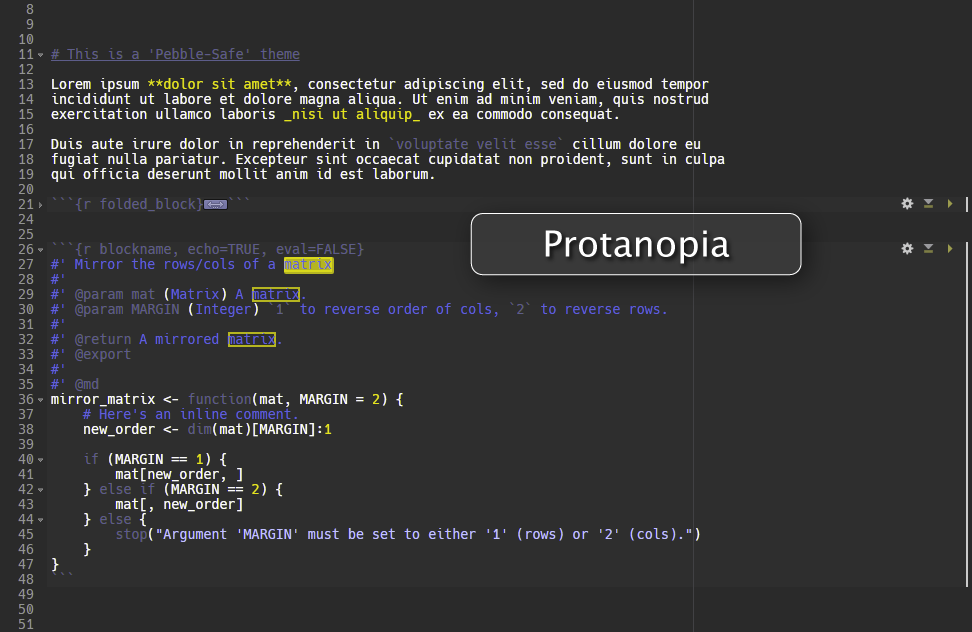 8
9
10
11 # This is a 'Pebble-Safe' theme
12
13 Lorem ipsum **dolor sit amet**, consectetur adipiscing elit, sed do eiusmod tempor
14 incididunt ut labore et dolore magna aliqua. Ut enim ad minim veniam, quis nostrud
15 exercitation ullamco laboris _nisi ut aliquip_ ex ea commodo consequat.
16
17 Duis aute irure dolor in reprehenderit in `voluptate velit esse` cillum dolore eu
18 fugiat nulla pariatur. Excepteur sint occaecat cupidatat non proident, sunt in culpa
19 qui officia deserunt mollit anim id est laborum.
20
21 ```{r folded_block}```
24
25
Protanopia
26 ```{r blockname, echo=TRUE, eval=FALSE}
27 #' Mirror the rows/cols of a matrix
28 #'
29 #' @param mat (Matrix) A matrix.
30 #' @param MARGIN (Integer) `1` to reverse order of cols, `2` to reverse rows.
31 #'
32 #' @return A mirrored matrix.
33 #' @export
34 #'
35 #' @md
36 mirror_matrix <- function(mat, MARGIN = 2) {
37     # Here's an inline comment.
38     new_order <- dim(mat)[MARGIN]:1
39
40     if (MARGIN == 1) {
41         mat[new_order, ]
42     } else if (MARGIN == 2) {
43         mat[, new_order]
44     } else {
45         stop("Argument 'MARGIN' must be set to either '1' (rows) or '2' (cols).")
46     }
47 }
48 ```
49
50
51